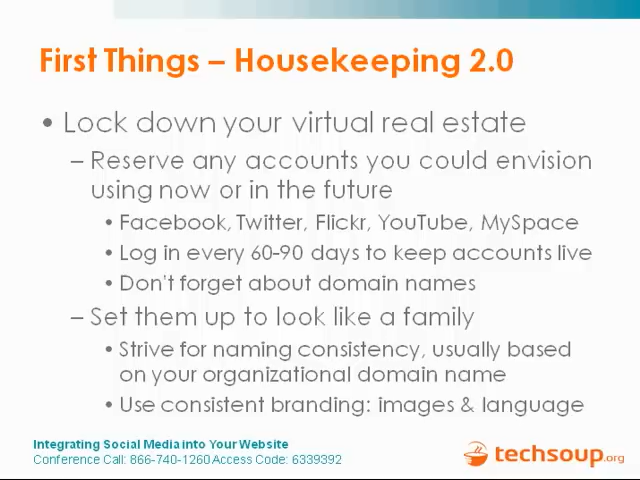 First Things – Housekeeping 2.0
• Lock down your virtual real estate
– Reserve any accounts you could envision
using now or in the future
• Facebook, Twitter, Flickr, YouTube, MySpace
• Log in every 60-90 days to keep accounts live
• Don't forget about domain names
– Set them up to look like a family
• Strive for naming consistency, usually based
on your organizational domain name
• Use consistent branding: images & language
Integrating Social Media into Your Website
Conference Call: 866-740-1260 Access Code: 6339392
techsoup.org